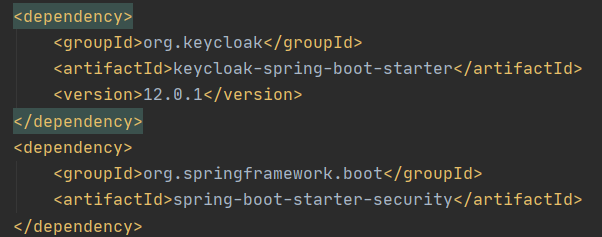 <dependency>
    <groupId>org.keycloak</groupId>
    <artifactId>keycloak-spring-boot-starter</artifactId>
    <version>12.0.1</version>
</dependency>
<dependency>
    <groupId>org.springframework.boot</groupId>
    <artifactId>spring-boot-starter-security</artifactId>
</dependency>